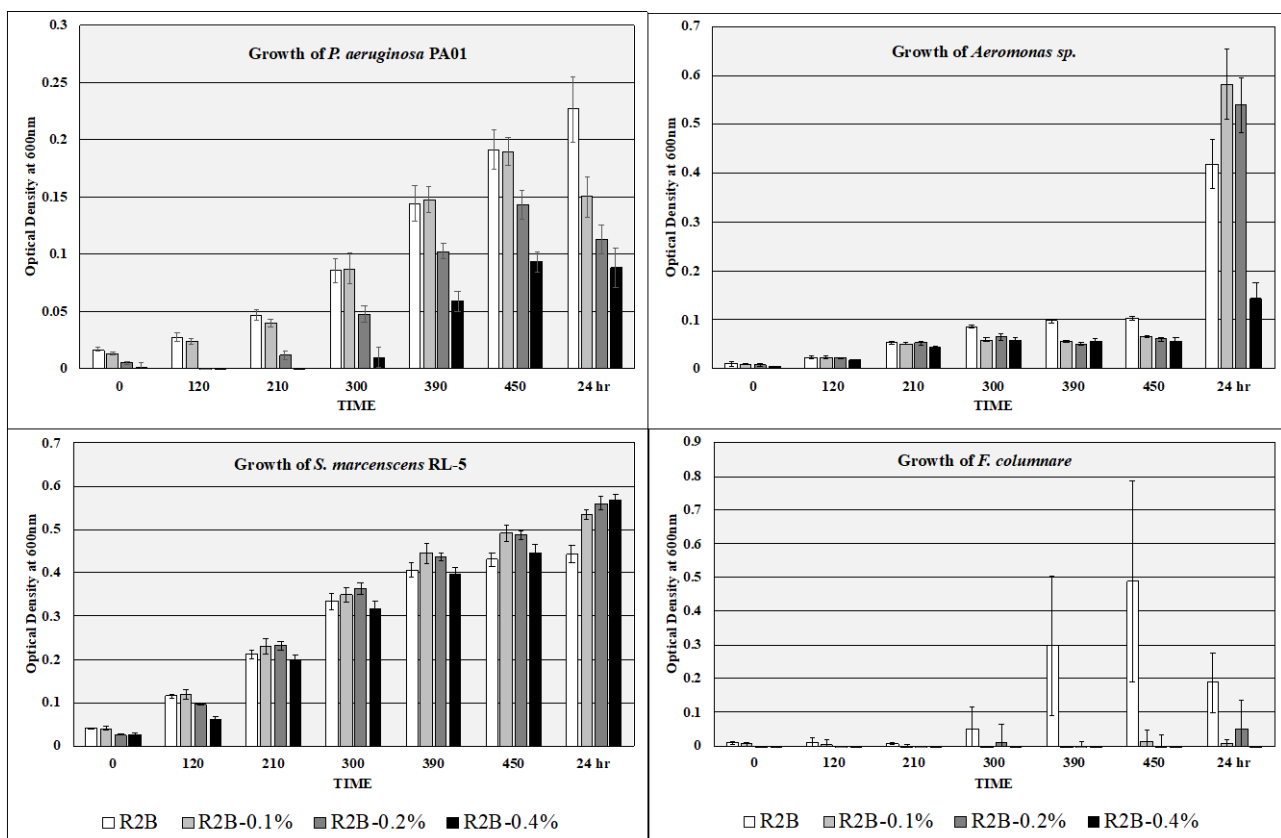 Growth of P. aeruginosa PA01
Optical Density at 600nm
0.3
0.25
0.2
0.15
0.1
0.05
0
0 120 210 300 390 450 24 hr
TIME
Growth of Aeromonas sp.
Optical Density at 600nm
0.7
0.6
0.5
0.4
0.3
0.2
0.1
0
0 120 210 300 390 450 24 hr
TIME
Growth of S. marcenscens RL-5
Optical Density at 600nm
0.7
0.6
0.5
0.4
0.3
0.2
0.1
0
0 120 210 300 390 450 24 hr
TIME
R2B R2B-0.1% R2B-0.2% R2B-0.4%
Growth of F. columnare
Optical Density at 600nm
0.9
0.8
0.7
0.6
0.5
0.4
0.3
0.2
0.1
0
0 120 210 300 390 450 24 hr
TIME
R2B R2B-0.1% R2B-0.2% R2B-0.4%